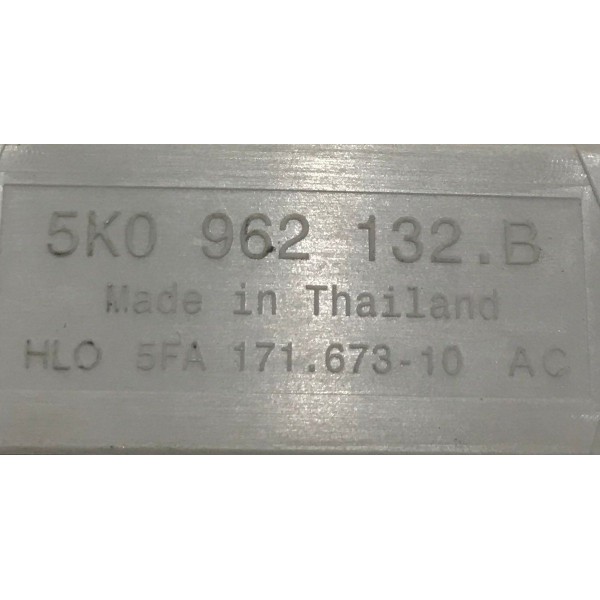 5K0 962 132.B
Made in Thailand
HLO 5FA 171.673-10 AC